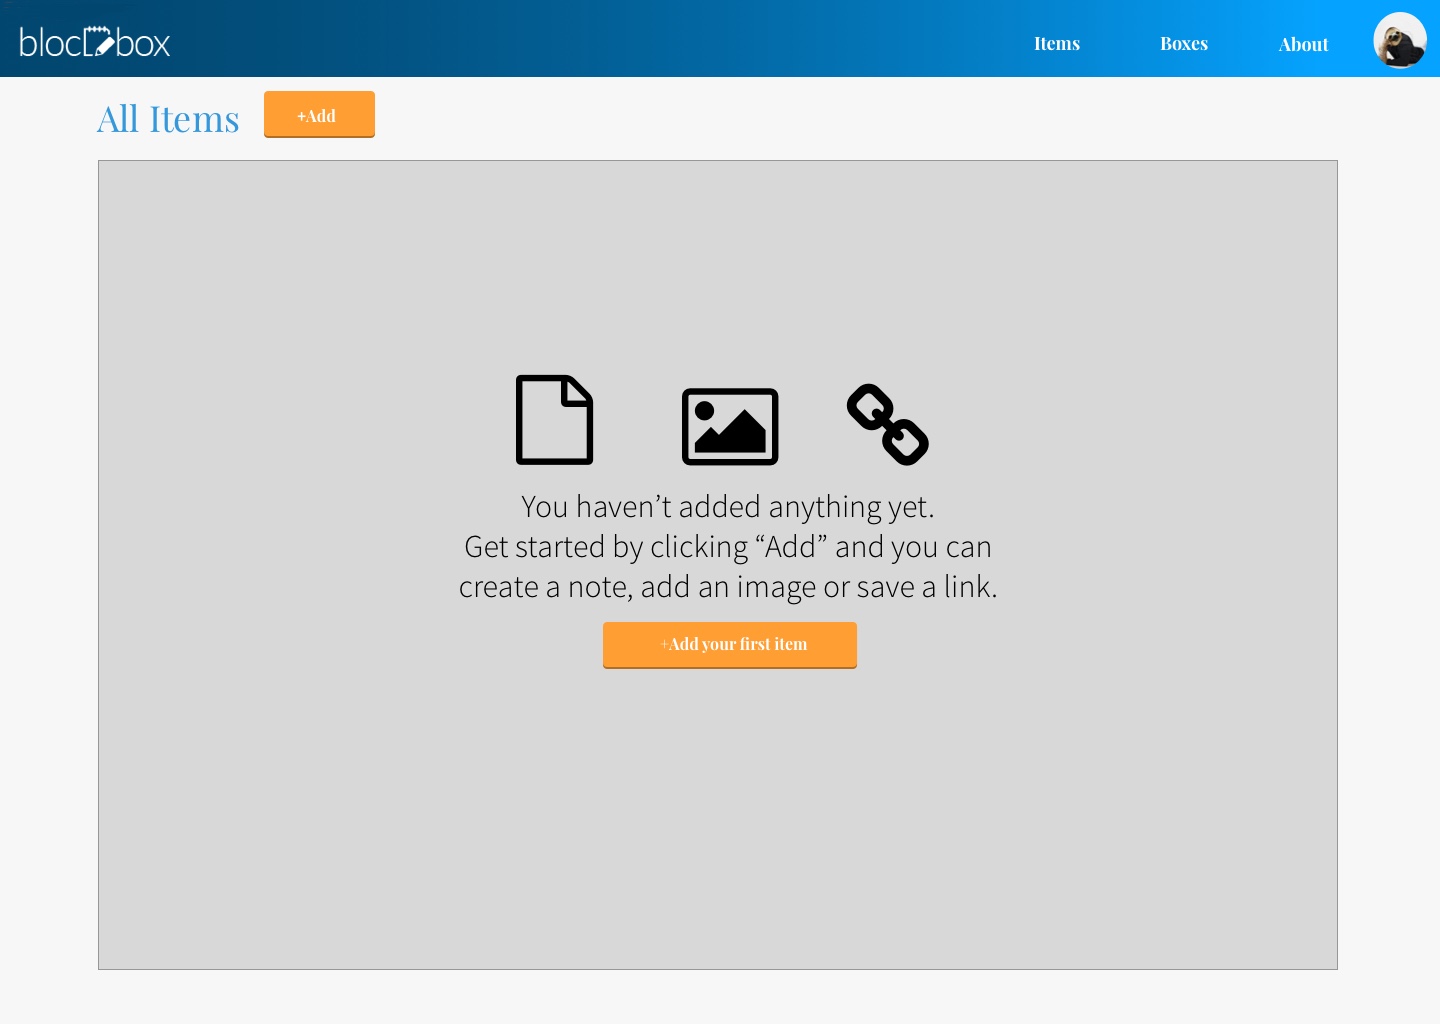 blocbox
Items
Boxes
About
All Items
+Add
You haven’t added anything yet.
Get started by clicking “Add” and you can
create a note, add an image or save a link.
+Add your first item